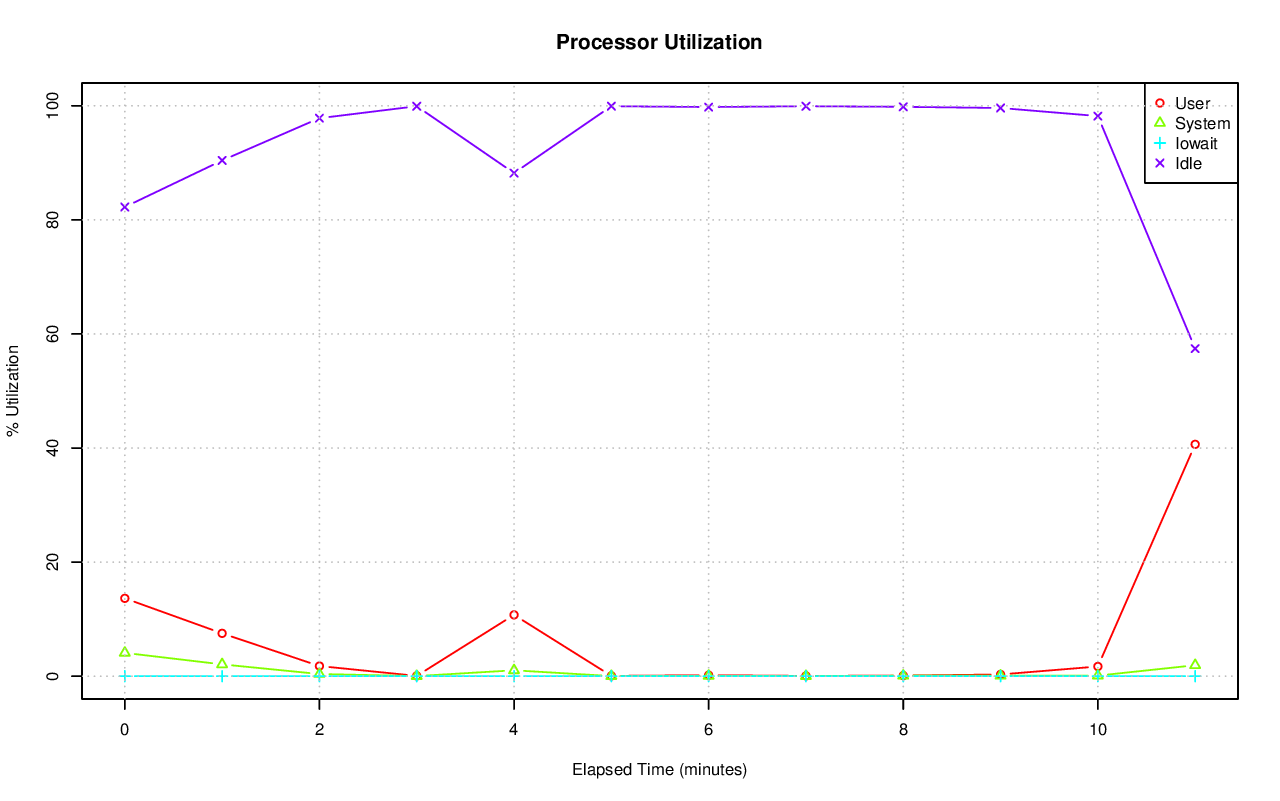 Processor Utilization
100
80
60
40
20
0
% Utilization
User
System
Iowait
Idle
0 2 4 6 8 10
Elapsed Time (minutes)